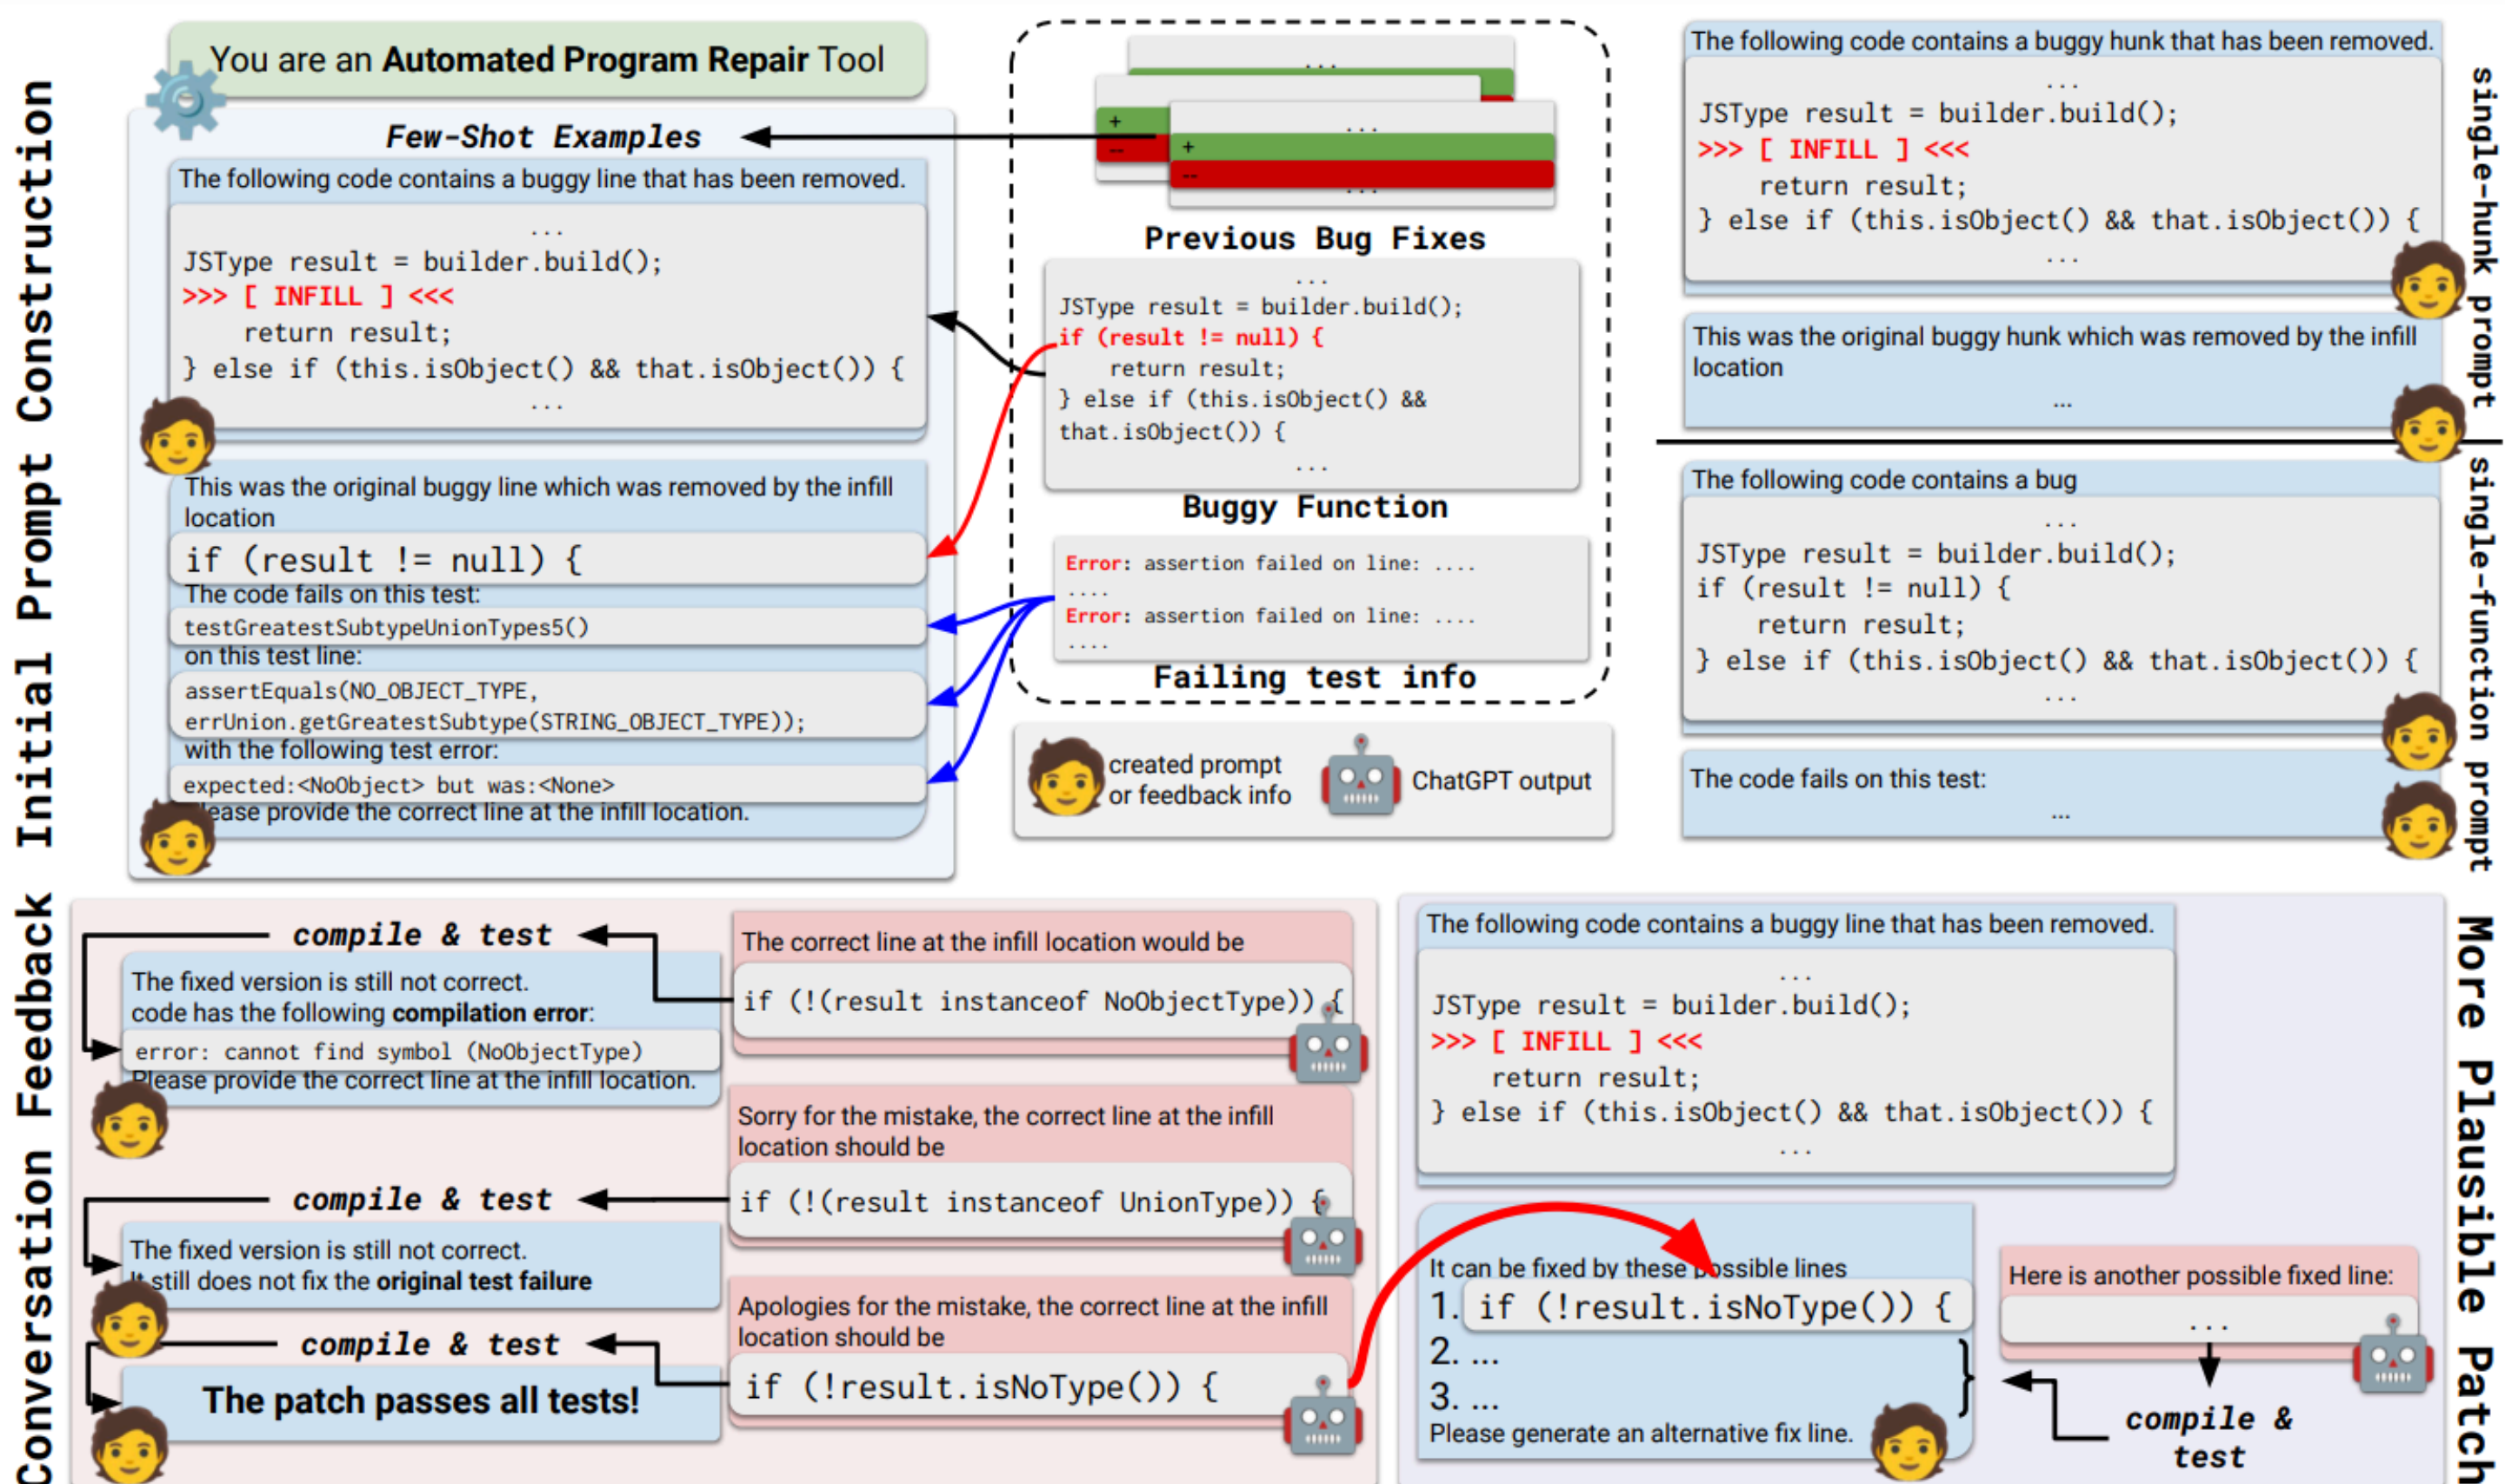 Initial Prompt Construction
You are an Automated Program Repair Tool
Few-Shot Examples
The following code contains a buggy line that has been removed.
...
JSType result = builder.build();
>>> [ INFILL ] <<<
return result;
} else if (this.isObject() && that.isObject()) {
...
This was the original buggy line which was removed by the infill
location
if (result != null) {
The code fails on this test:
testGreatestSubtypeUnionTypes5()
on this test line:
assertEquals(NO_OBJECT_TYPE,
errUnion.getGreatestSubtype(STRING_OBJECT_TYPE));
with the following test error:
expected:<NoObject> but was:<None>
lease provide the correct line at the infill location.
...
+
--
...
+
--
...
Previous Bug Fixes
...
JSType result = builder.build();
if (result != null) {
return result;
} else if (this.isObject() &&
that.isObject()) {
...
Buggy Function
Error: assertion failed on line: ....
....
Error: assertion failed on line: ....
....
Failing test info
created prompt
or feedback info
ChatGPT output
single-hunk prompt
The following code contains a buggy hunk that has been removed.
...
JSType result = builder.build();
>>> [ INFILL ] <<<
return result;
} else if (this.isObject() && that.isObject()) {
...
This was the original buggy hunk which was removed by the infill
location
...
single-function prompt
The following code contains a bug
...
JSType result = builder.build();
if (result != null) {
return result;
} else if (this.isObject() && that.isObject()) {
...
The code fails on this test:
...
Conversation Feedback
The correct line at the infill location would be
if (!(result instanceof NoObjectType)) {
compile & test
The fixed version is still not correct.
code has the following compilation error:
error: cannot find symbol (NoObjectType)
Please provide the correct line at the infill location.
Sorry for the mistake, the correct line at the infill
location should be
if (!(result instanceof UnionType)) {
compile & test
The fixed version is still not correct.
It still does not fix the original test failure
Apologies for the mistake, the correct line at the infill
location should be
if (!result.isNoType()) {
compile & test
The patch passes all tests!
More Plausible Patch
The following code contains a buggy line that has been removed.
...
JSType result = builder.build();
>>> [ INFILL ] <<<
return result;
} else if (this.isObject() && that.isObject()) {
...
It can be fixed by these possible lines
1. if (!result.isNoType()) {
2. ...
3. ...
Please generate an alternative fix line.
Here is another possible fixed line:
...
compile &
test